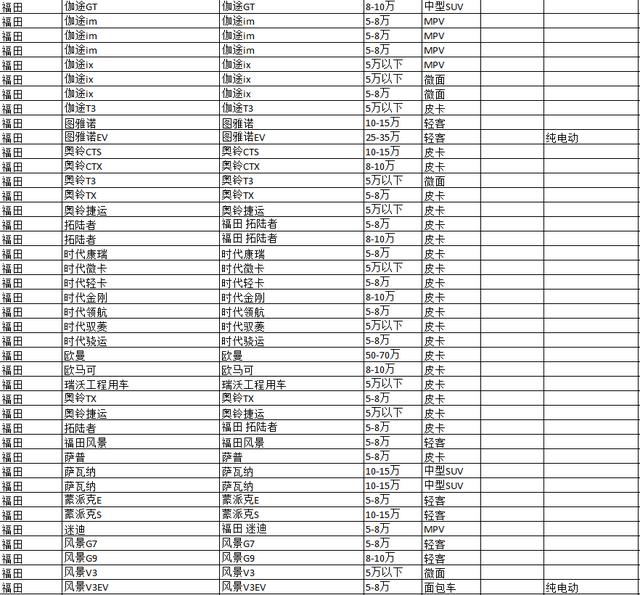 福田 伽途GT 伽途GT 8-10万 中型SUV
福田 伽途im 伽途im 5-8万 MPV
福田 伽途im 伽途im 5-8万 MPV
福田 伽途im 伽途im 5-8万 MPV
福田 伽途ix 伽途ix 5万以下 MPV
福田 伽途ix 伽途ix 5万以下 微面
福田 伽途ix 伽途ix 5-8万 微面
福田 伽途T3 伽途T3 5万以下 皮卡
福田 图雅诺 图雅诺 10-15万 轻客
福田 图雅诺EV 图雅诺EV 25-35万 轻客 纯电动
福田 奥铃CTS 奥铃CTS 10-15万 皮卡
福田 奥铃CTX 奥铃CTX 8-10万 皮卡
福田 奥铃T3 奥铃T3 5万以下 微面
福田 奥铃TX 奥铃TX 5-8万 皮卡
福田 奥铃捷运 奥铃捷运 5万以下 皮卡
福田 拓陆者 福田 拓陆者 5-8万 皮卡
福田 拓陆者 福田 拓陆者 8-10万 皮卡
福田 时代康瑞 时代康瑞 5-8万 皮卡
福田 时代微卡 时代微卡 5万以下 皮卡
福田 时代轻卡 时代轻卡 5-8万 皮卡
福田 时代金刚 时代金刚 8-10万 皮卡
福田 时代领航 时代领航 5-8万 皮卡
福田 时代驭菱 时代驭菱 5万以下 皮卡
福田 时代骁运 时代骁运 5-8万 皮卡
福田 欧曼 欧曼 50-70万 皮卡
福田 欧马可 欧马可 8-10万 皮卡
福田 瑞沃工程用车 瑞沃工程用车 5万以下 皮卡
福田 奥铃TX 奥铃TX 5-8万 皮卡
福田 奥铃捷运 奥铃捷运 5万以下 皮卡
福田 拓陆者 福田 拓陆者 5-8万 皮卡
福田 福田风景 福田风景 5-8万 轻客
福田 萨普 萨普 5-8万 皮卡
福田 萨瓦纳 萨瓦纳 10-15万 中型SUV
福田 萨瓦纳 萨瓦纳 10-15万 中型SUV
福田 蒙派克E 蒙派克E 5-8万 轻客
福田 蒙派克S 蒙派克S 10-15万 轻客
福田 迷迪 福田 迷迪 5-8万 MPV
福田 风景G7 风景G7 5-8万 轻客
福田 风景G9 风景G9 8-10万 轻客
福田 风景V3 风景V3 5万以下 微面
福田 风景V3EV 风景V3EV 5-8万 面包车 纯电动